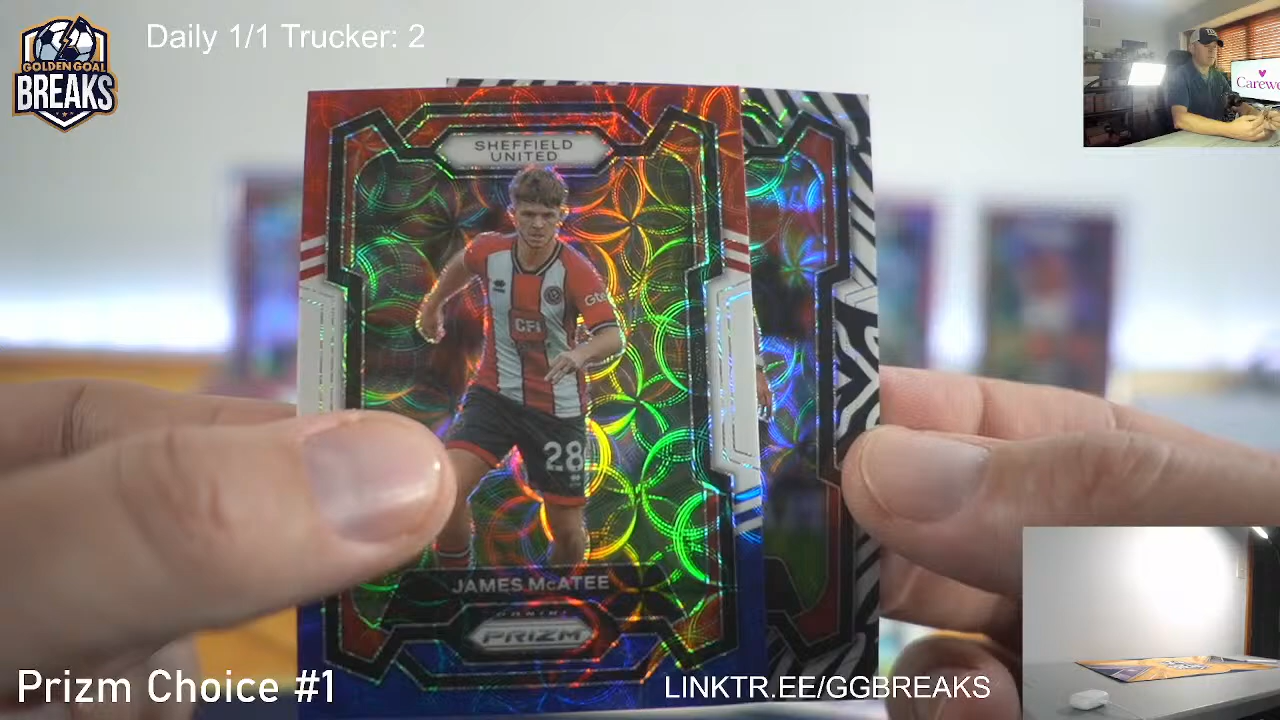 GOLDEN GOAL
BREAKS
Daily 1/1 Trucker: 2
SHEFFIELD
UNITED
CFI
Gte
28
JAMES McATEE
PANINI
PRIZM
Prizm Choice #1
LINKTR.EE/GGBREAKS